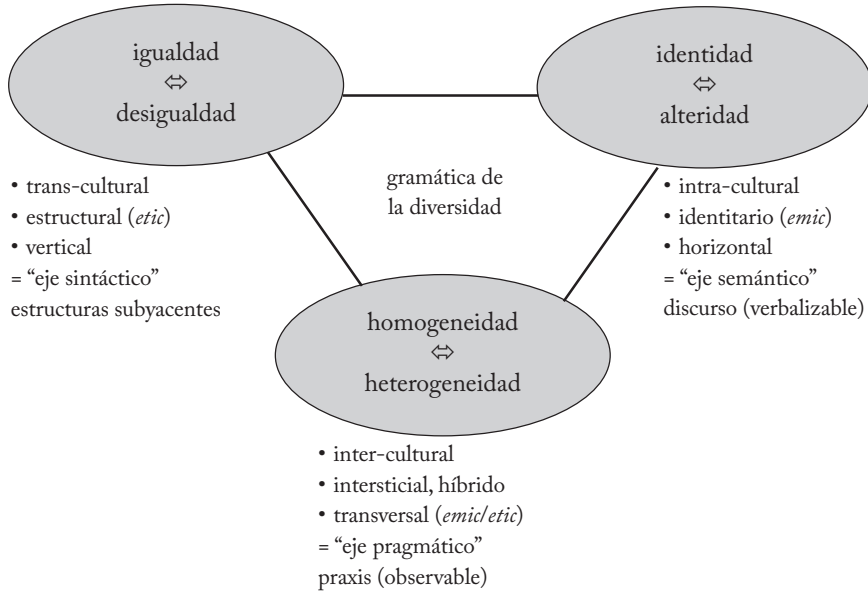 igualdad
⇔
desigualdad
identidad
⇔
alteridad
• trans-cultural
• estructural (etic)
• vertical
= “eje sintáctico”
estructuras subyacentes
gramática de
la diversidad
• intra-cultural
• identitario (emic)
• horizontal
= “eje semántico”
discurso (verbalizable)
homogeneidad
⇔
heterogeneidad
• inter-cultural
• intersticial, híbrido
• transversal (emic/etic)
= “eje pragmático”
praxis (observable)